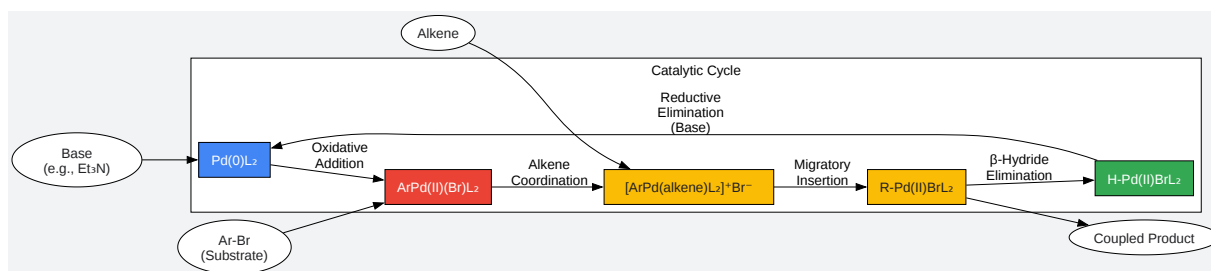 Alkene
Catalytic Cycle
Reductive
Elimination
(Base)
Base
(e.g., Et₃N)
Pd(0)L₂
Oxidative
Addition
ArPd(II)(Br)L₂
Alkene
Coordination
[ArPd(alkene)L₂]⁺Br⁻
Migratory
Insertion
R-Pd(II)BrL₂
β-Hydride
Elimination
H-Pd(II)BrL₂
Ar-Br
(Substrate)
Coupled Product